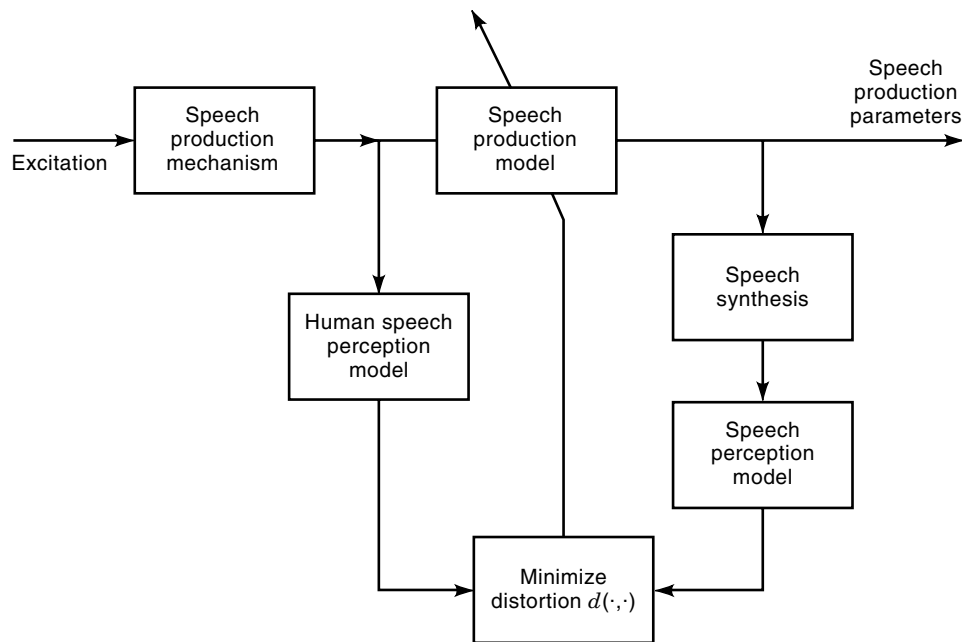 Excitation
Speech
production
mechanism
Speech
production
model
Speech
production
parameters
Human speech
perception
model
Speech
synthesis
Speech
perception
model
Minimize
distortion d(·,·)